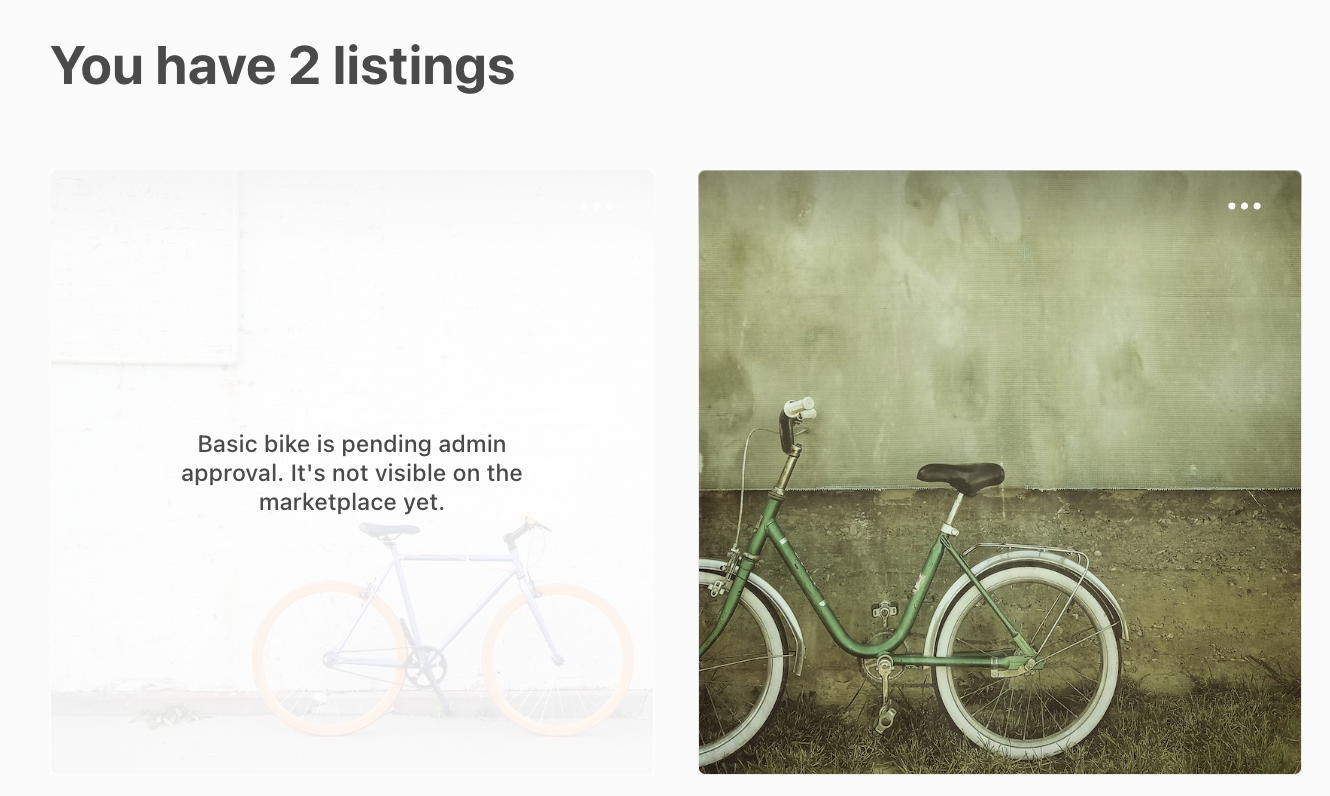 You have 2 listings
Basic bike is pending admin
approval. It's not visible on the
marketplace yet.